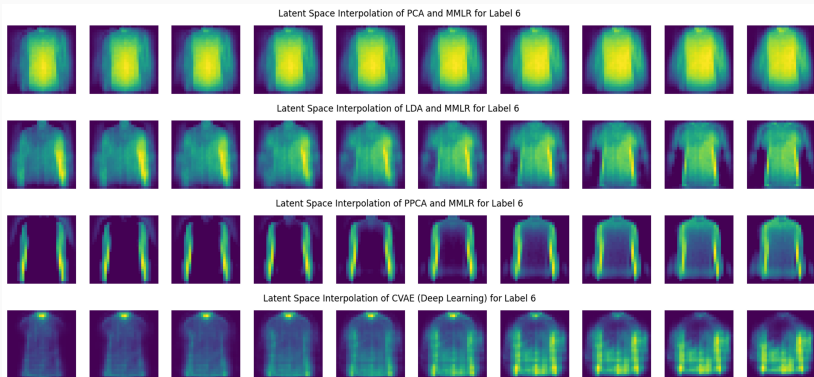 Latent Space Interpolation of PCA and MMLR for Label 6
Latent Space Interpolation of LDA and MMLR for Label 6
Latent Space Interpolation of PPCA and MMLR for Label 6
Latent Space Interpolation of CVAE (Deep Learning) for Label 6